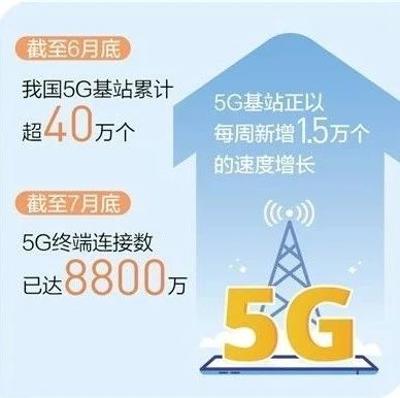 截至6月底
我国5G基站累计
超40万个
截至7月底
5G终端连接数
已达8800万
5G基站正以
每周新增1.5万个
的速度增长
5G